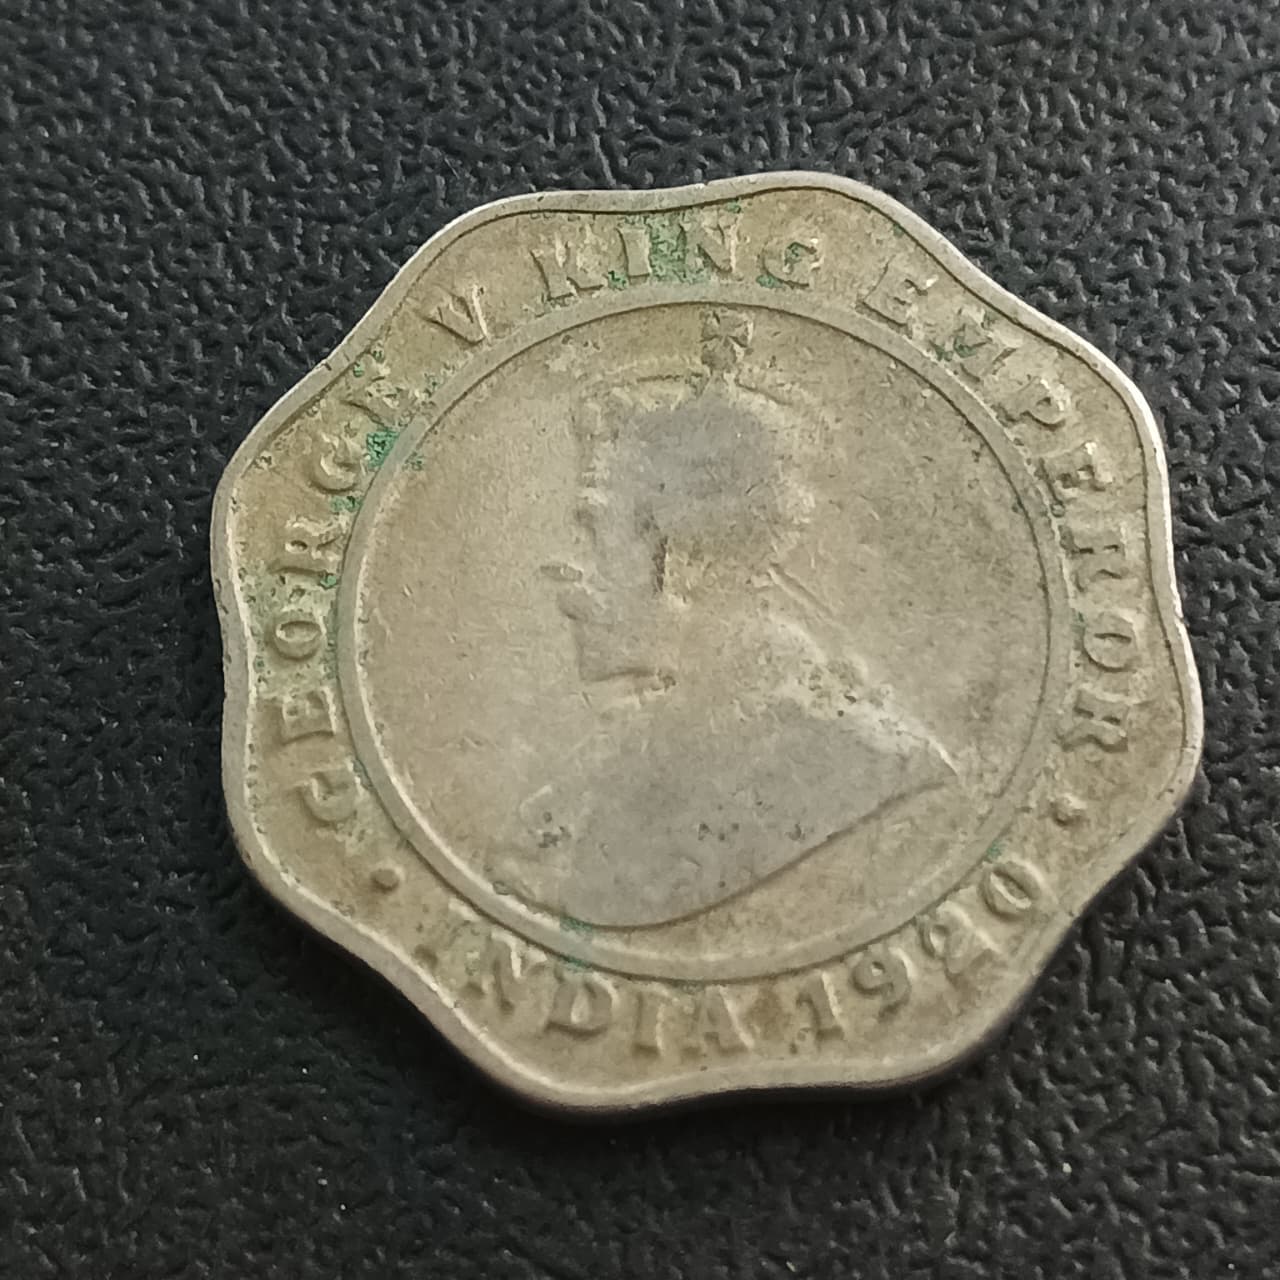 GEORGE V KING EMPEROR
· INDIA 1920 ·